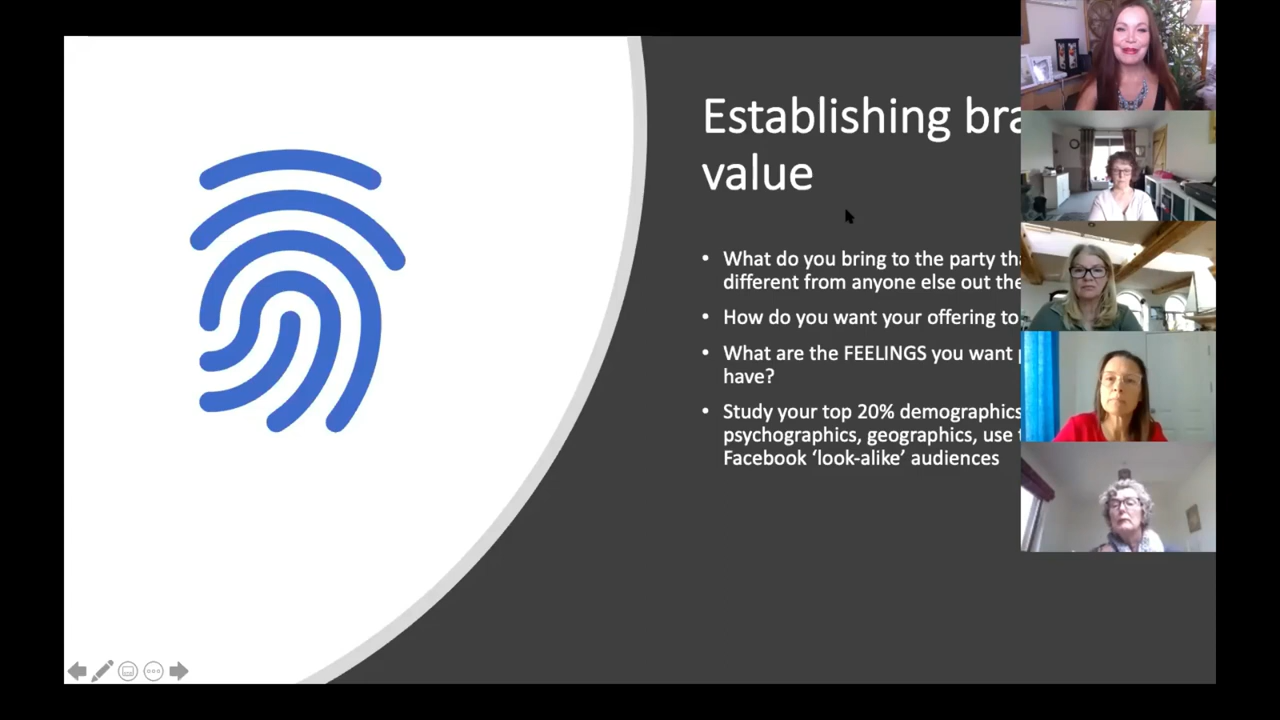 Establishing bra
value
• What do you bring to the party tha
different from anyone else out the
• How do you want your offering to
• What are the FEELINGS you want
have?
• Study your top 20% demographics
psychographics, geographics, use
Facebook ‘look-alike’ audiences